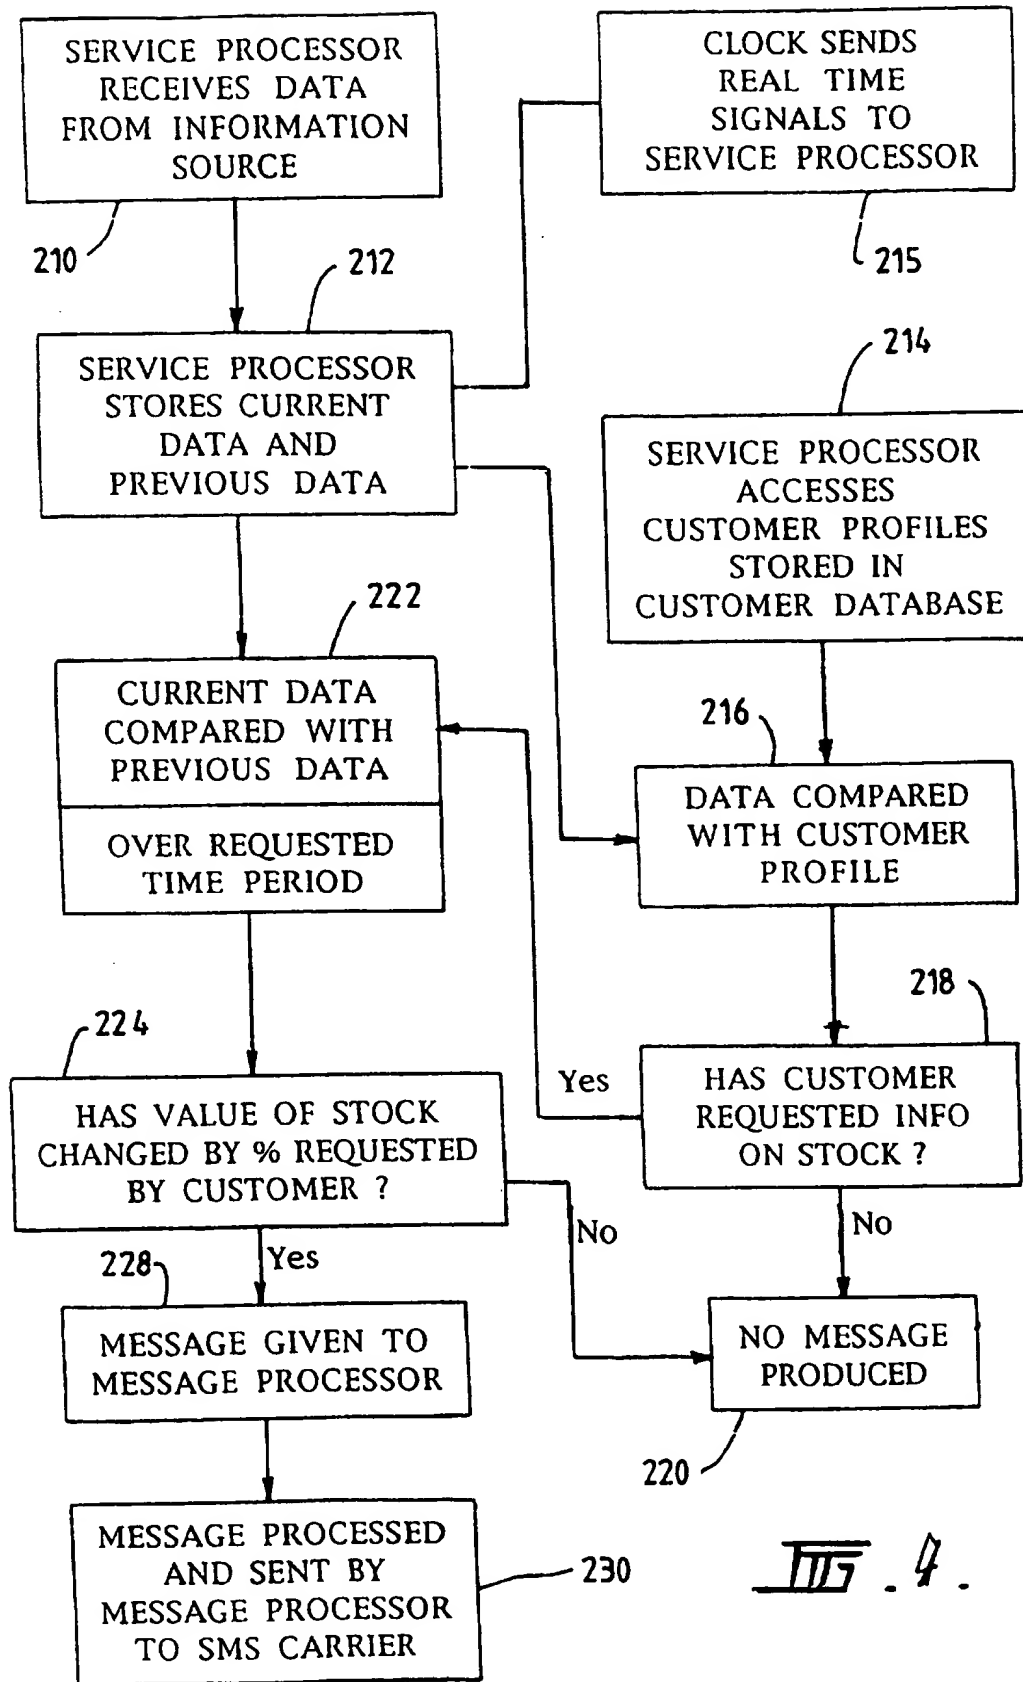 SERVICE PROCESSOR
RECEIVES DATA
FROM INFORMATION
SOURCE
210
CLOCK SENDS
REAL TIME
SIGNALS TO
SERVICE PROCESSOR
215
212
SERVICE PROCESSOR
STORES CURRENT
DATA AND
PREVIOUS DATA
214
SERVICE PROCESSOR
ACCESSES
CUSTOMER PROFILES
STORED IN
CUSTOMER DATABASE
222
CURRENT DATA
COMPARED WITH
PREVIOUS DATA
OVER REQUESTED
TIME PERIOD
216
DATA COMPARED
WITH CUSTOMER
PROFILE
218
HAS CUSTOMER
REQUESTED INFO
ON STOCK ?
Yes
No
224
HAS VALUE OF STOCK
CHANGED BY % REQUESTED
BY CUSTOMER ?
Yes
No
228
MESSAGE GIVEN TO
MESSAGE PROCESSOR
NO MESSAGE
PRODUCED
220
MESSAGE PROCESSED
AND SENT BY
MESSAGE PROCESSOR
TO SMS CARRIER
230
FIG . 4 .